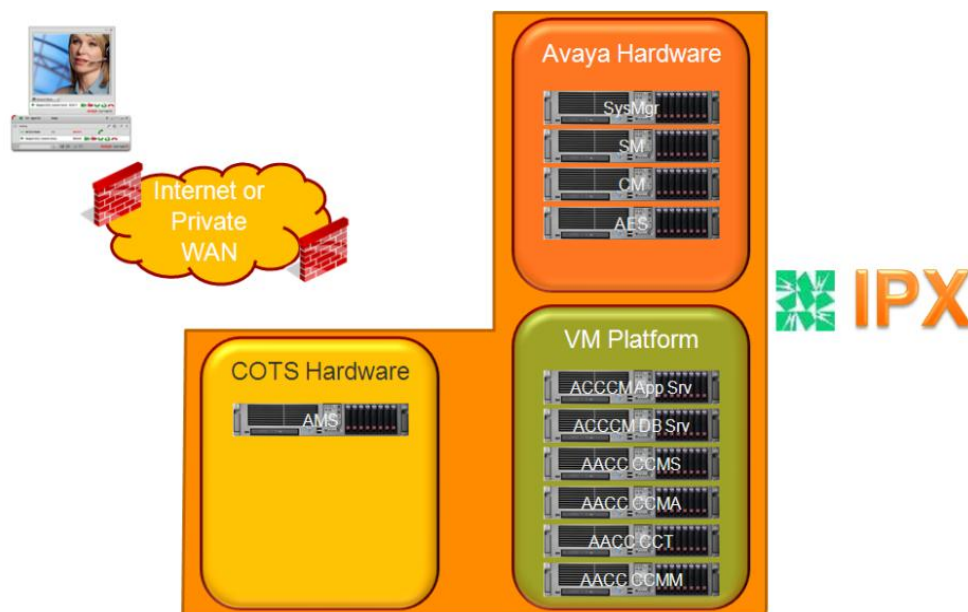 Avaya Hardware
SysMgr
SM
CM
AES
Internet or
Private
WAN
IPX
VM Platform
ACCCM App Srv
ACCCM DB Srv
AACC CCMS
AACC CCMA
AACC CCT
AACC CCMM
COTS Hardware
AMS